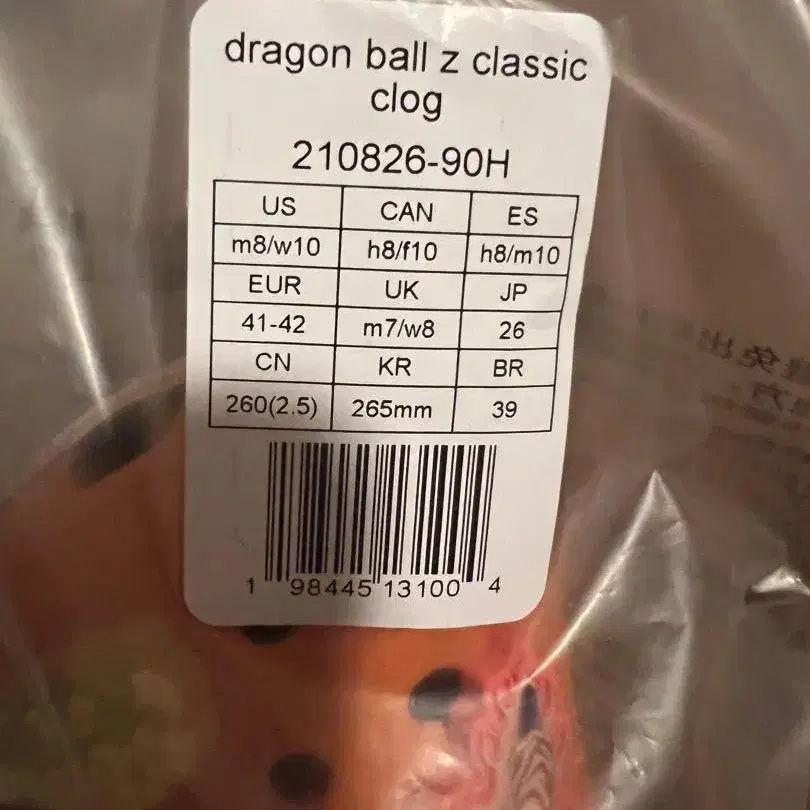 dragon ball z classic
clog
210826-90H
US CAN ES
m8/w10 h8/f10 h8/m10
EUR UK JP
41-42 m7/w8 26
CN KR BR
260(2.5) 265mm 39
1 98445 13100 4